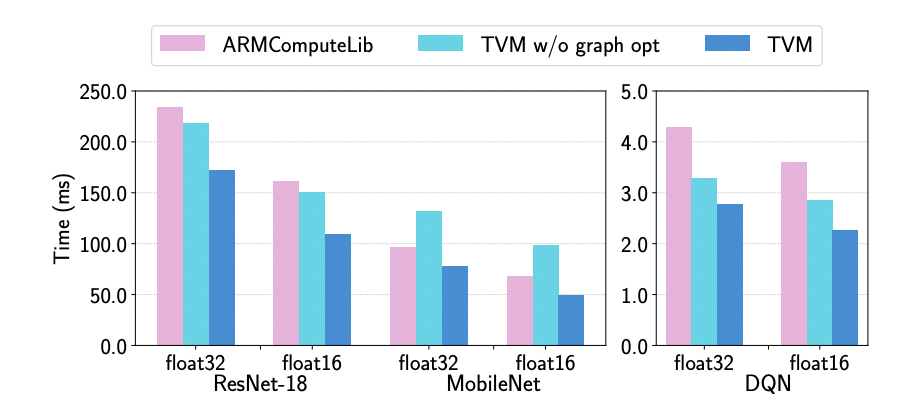 ARMComputeLib TVM w/o graph opt TVM
250.0
200.0
150.0
100.0
50.0
0.0
Time (ms)
float32 float16 float32 float16
ResNet-18 MobileNet
5.0
4.0
3.0
2.0
1.0
0.0
float32 float16
DQN